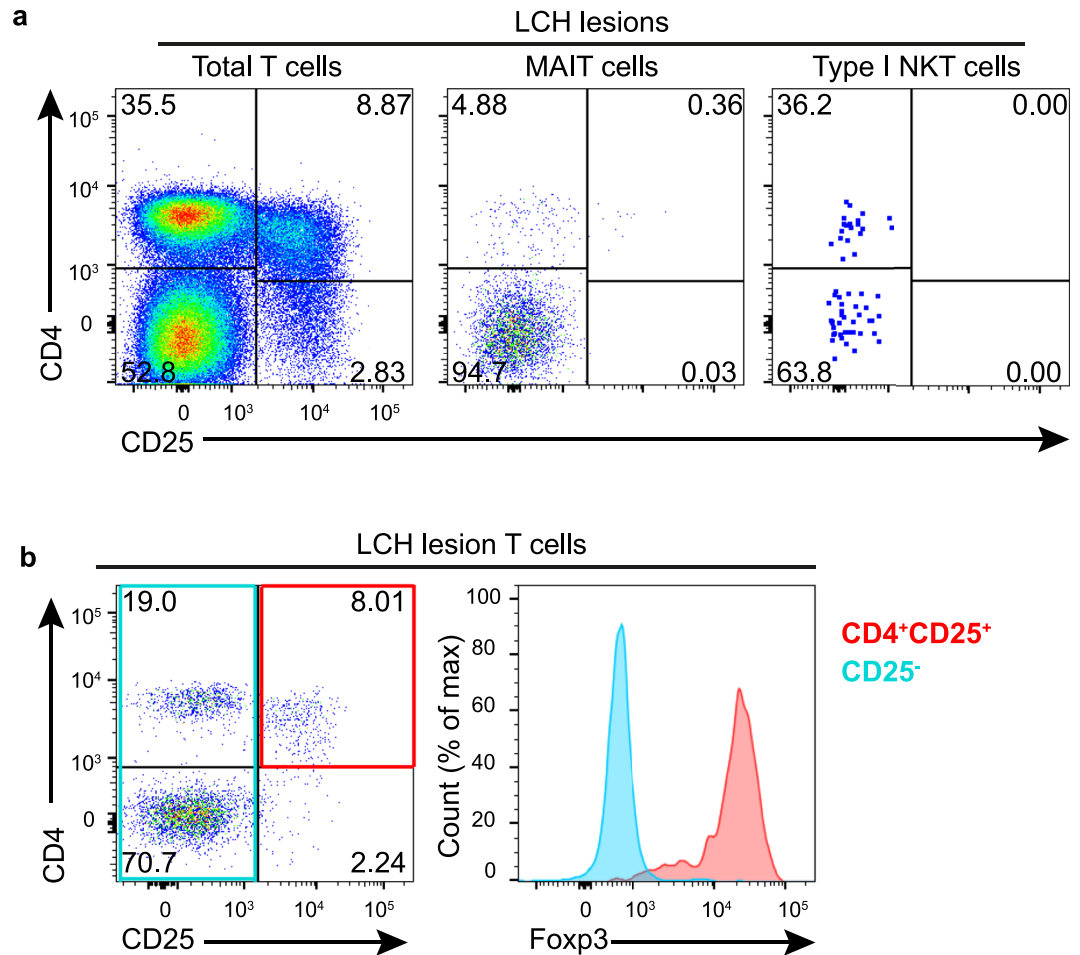 a
LCH lesions
Total T cells MAIT cells Type I NKT cells
35.5 8.87 4.88 0.36 36.2 0.00
10⁵
10⁴
10³
0
52.8 2.83 94.7 0.03 63.8 0.00
CD4
0 10³ 10⁴ 10⁵
CD25
b
LCH lesion T cells
19.0 8.01
10⁵
10⁴
10³
0
70.7 2.24
CD4
0 10³ 10⁴ 10⁵
CD25
100
80
60
40
20
0
Count (% of max)
0 10³ 10⁴ 10⁵
Foxp3
CD4⁺CD25⁺
CD25⁻